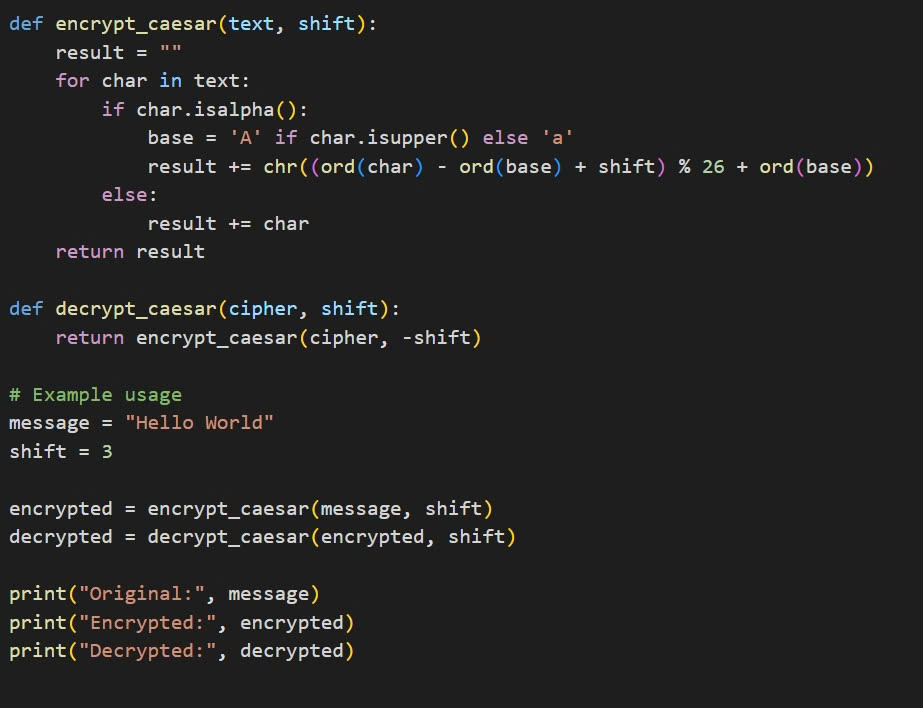 def encrypt_caesar(text, shift):
    result = ""
    for char in text:
        if char.isalpha():
            base = 'A' if char.isupper() else 'a'
            result += chr((ord(char) - ord(base) + shift) % 26 + ord(base))
        else:
            result += char
    return result

def decrypt_caesar(cipher, shift):
    return encrypt_caesar(cipher, -shift)

# Example usage
message = "Hello World"
shift = 3

encrypted = encrypt_caesar(message, shift)
decrypted = decrypt_caesar(encrypted, shift)

print("Original:", message)
print("Encrypted:", encrypted)
print("Decrypted:", decrypted)